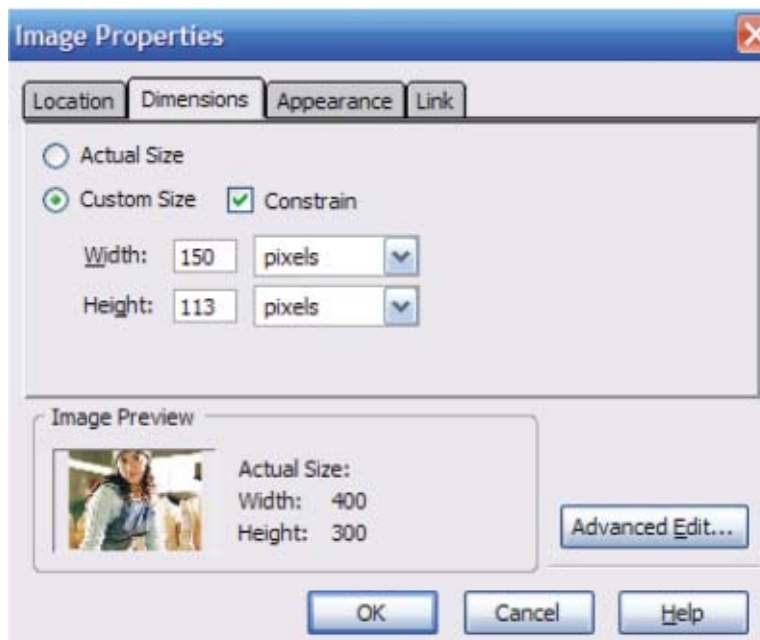 Image Properties
Location Dimensions Appearance Link
Actual Size
Custom Size Constrain
Width: 150 pixels
Height: 113 pixels
Image Preview
Actual Size:
Width: 400
Height: 300
Advanced Edit...
OK Cancel Help